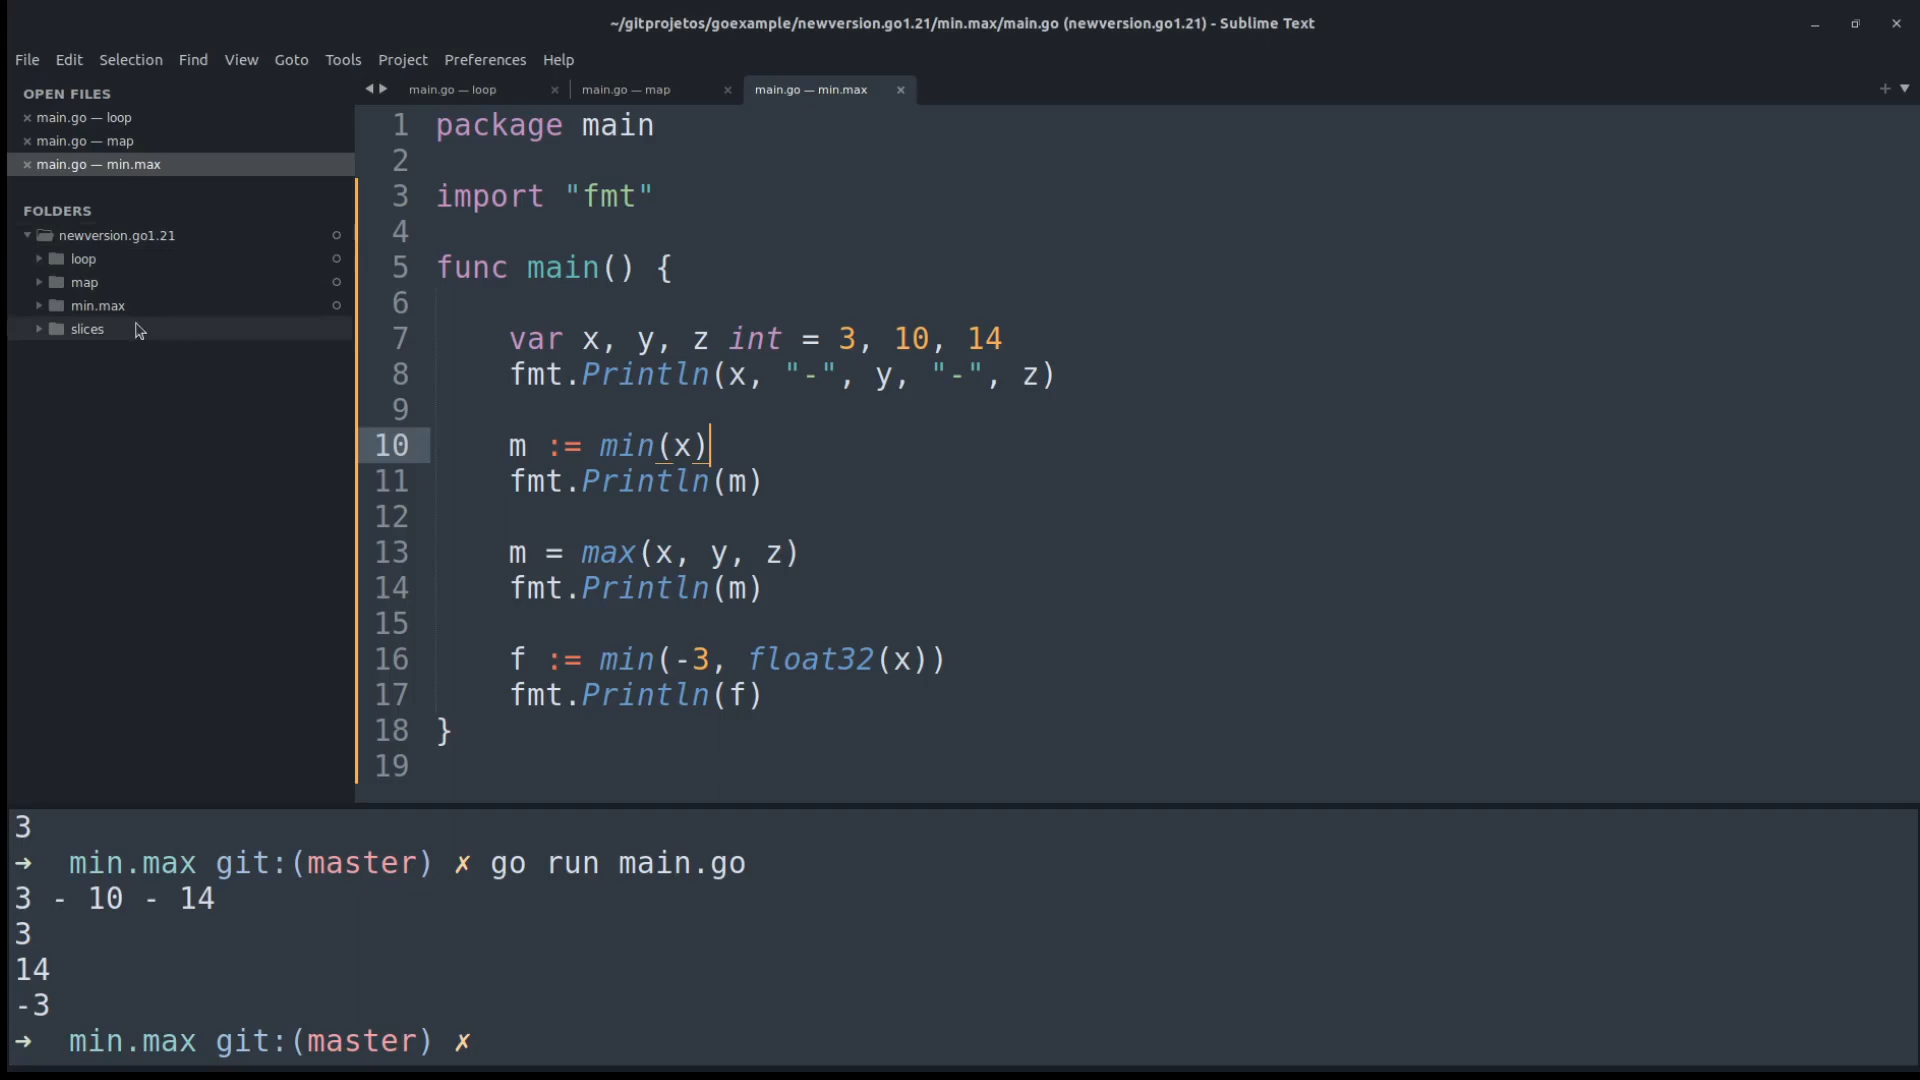 ~/gitprojetos/goexample/newversion.go1.21/min.max/main.go (newversion.go1.21) - Sublime Text
File Edit Selection Find View Goto Tools Project Preferences Help
OPEN FILES
main.go — loop
main.go — map
main.go — min.max
FOLDERS
newversion.go1.21
loop
map
min.max
slices
main.go — loop main.go — map main.go — min.max
1 package main
2
3 import "fmt"
4
5 func main() {
6
7 var x, y, z int = 3, 10, 14
8 fmt.Println(x, "-", y, "-", z)
9
10 m := min(x)
11 fmt.Println(m)
12
13 m = max(x, y, z)
14 fmt.Println(m)
15
16 f := min(-3, float32(x))
17 fmt.Println(f)
18 }
19
3
➜ min.max git:(master) ✗ go run main.go
3 - 10 - 14
3
14
-3
➜ min.max git:(master) ✗